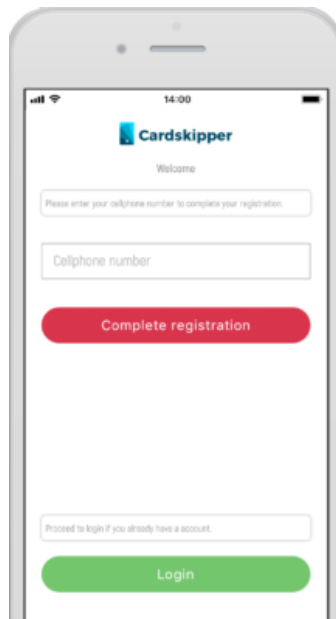 14:00
Cardskipper
Welcome
Please enter your cellphone number to complete your registration.
Cellphone number
Complete registration
Proceed to login if you already have a account.
Login